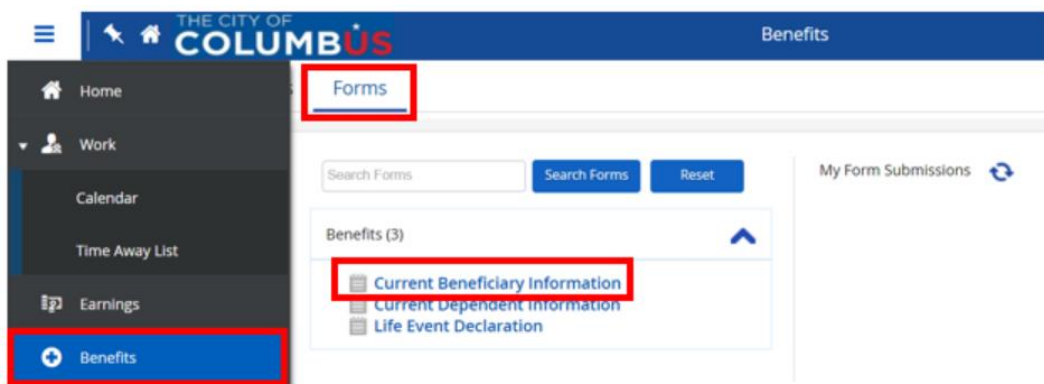 THE CITY OF
COLUMBUS
Benefits
Home
Work
Calendar
Time Away List
Earnings
Benefits
Forms
Search Forms
Search Forms
Reset
My Form Submissions
Benefits (3)
Current Beneficiary Information
Current Dependent Information
Life Event Declaration